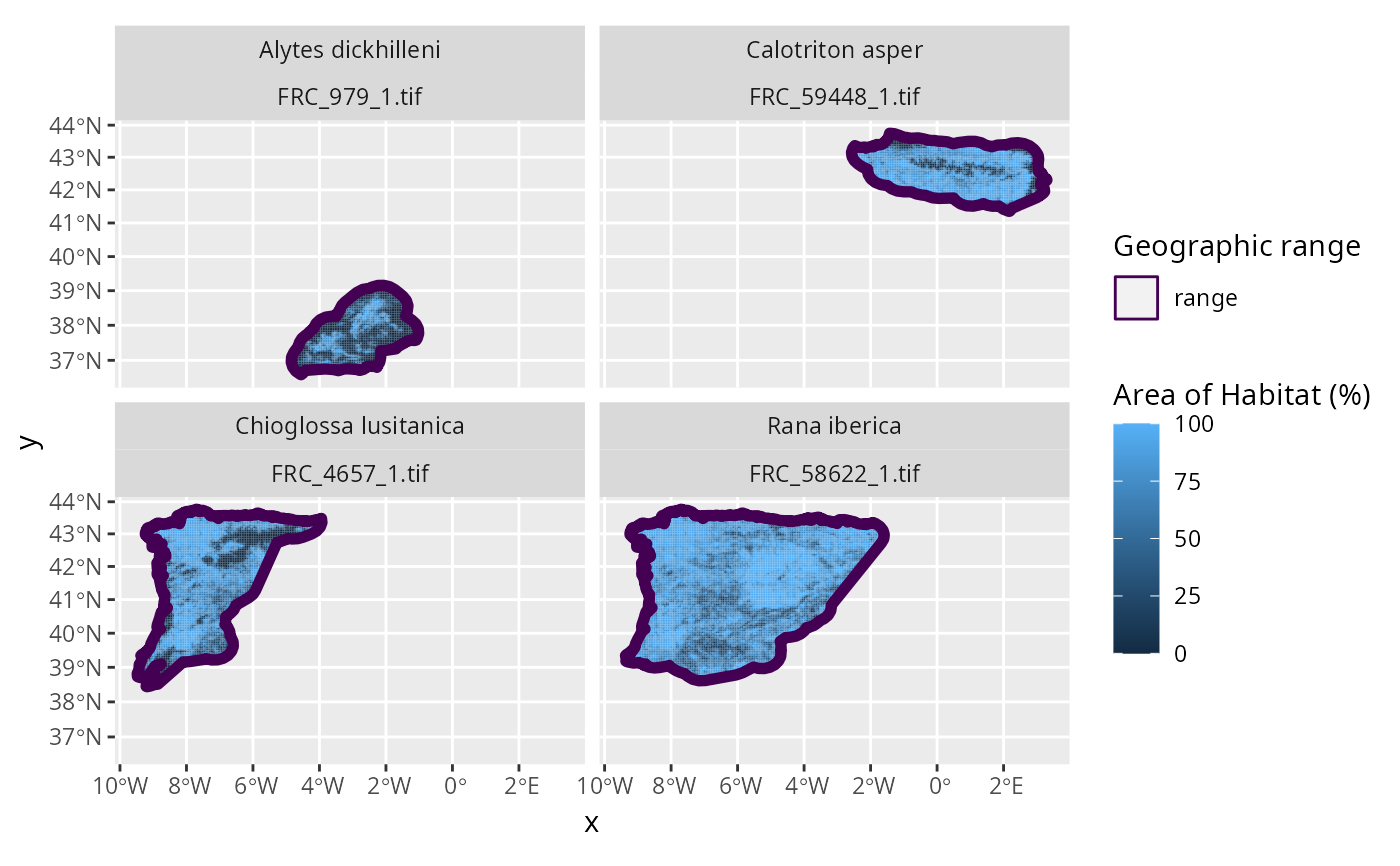 Alytes dickhilleni
FRC_979_1.tif
Calotriton asper
FRC_59448_1.tif
44°N
43°N
42°N
41°N
40°N
39°N
38°N
37°N
Chioglossa lusitanica
FRC_4657_1.tif
Rana iberica
FRC_58622_1.tif
44°N
43°N
42°N
41°N
40°N
39°N
38°N
37°N
10°W 8°W 6°W 4°W 2°W 0° 2°E
10°W 8°W 6°W 4°W 2°W 0° 2°E
x
y
Geographic range
range
Area of Habitat (%)
100
75
50
25
0